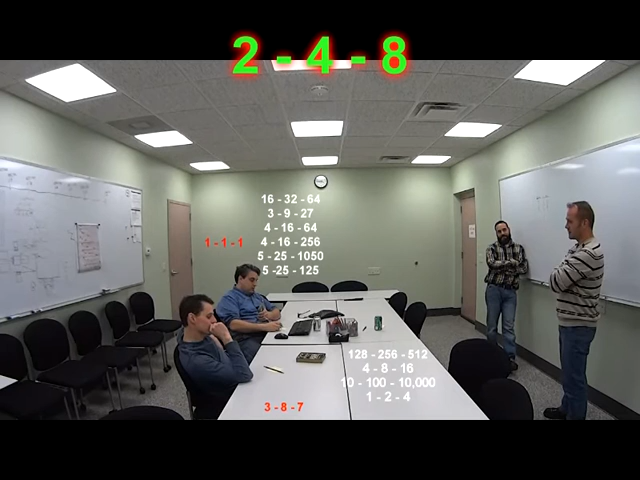 2 - 4 - 8
16 - 32 - 64
3 - 9 - 27
4 - 16 - 64
1 - 1 - 1
4 - 16 - 256
5 - 25 - 1050
5 - 25 - 125
128 - 256 - 512
4 - 8 - 16
10 - 100 - 10,000
1 - 2 - 4
3 - 8 - 7